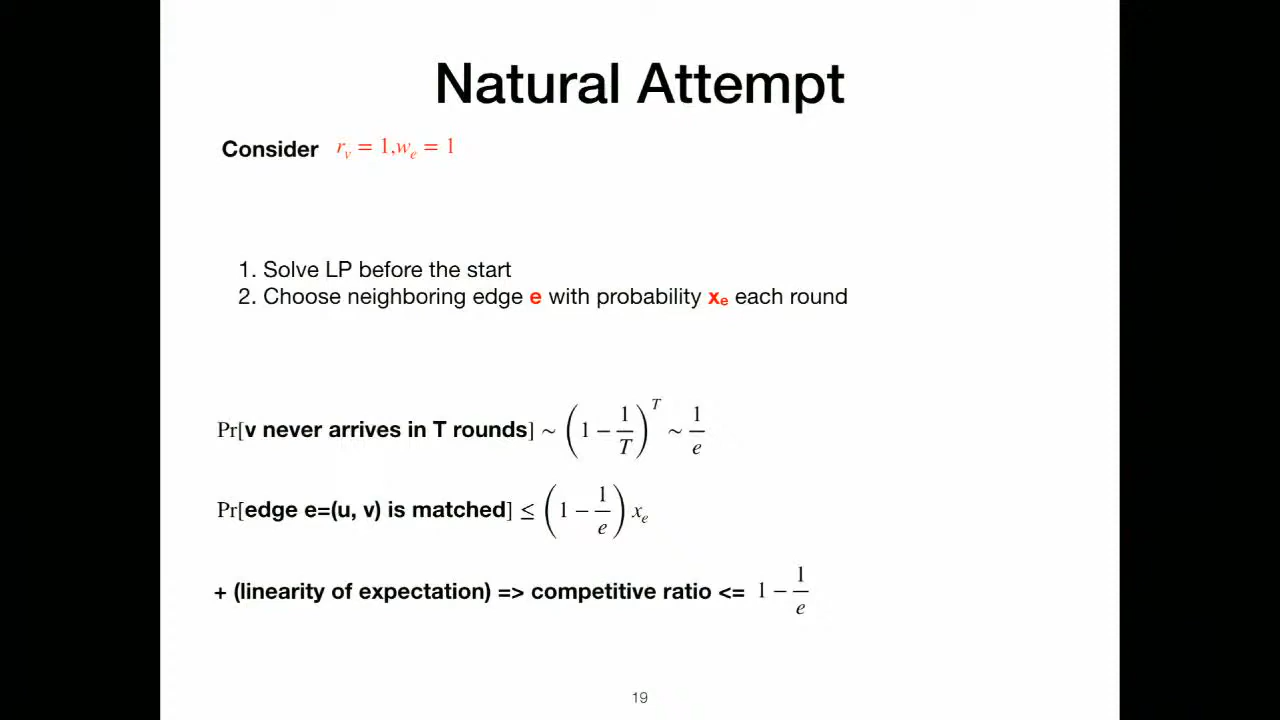 Natural Attempt
Consider r_v = 1, w_e = 1
1. Solve LP before the start
2. Choose neighboring edge e with probability x_e each round
Pr[v never arrives in T rounds] ∼ (1 − 1/T)^T ∼ 1/e
Pr[edge e=(u, v) is matched] ≤ (1 − 1/e) x_e
+ (linearity of expectation) => competitive ratio <= 1 − 1/e
19